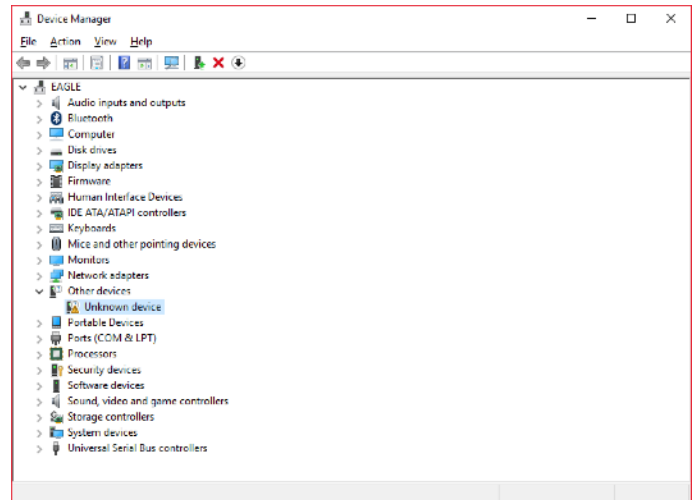 Device Manager
File Action View Help
EAGLE
Audio inputs and outputs
Bluetooth
Computer
Disk drives
Display adapters
Firmware
Human Interface Devices
IDE ATA/ATAPI controllers
Keyboards
Mice and other pointing devices
Monitors
Network adapters
Other devices
Unknown device
Portable Devices
Ports (COM & LPT)
Processors
Security devices
Software devices
Sound, video and game controllers
Storage controllers
System devices
Universal Serial Bus controllers